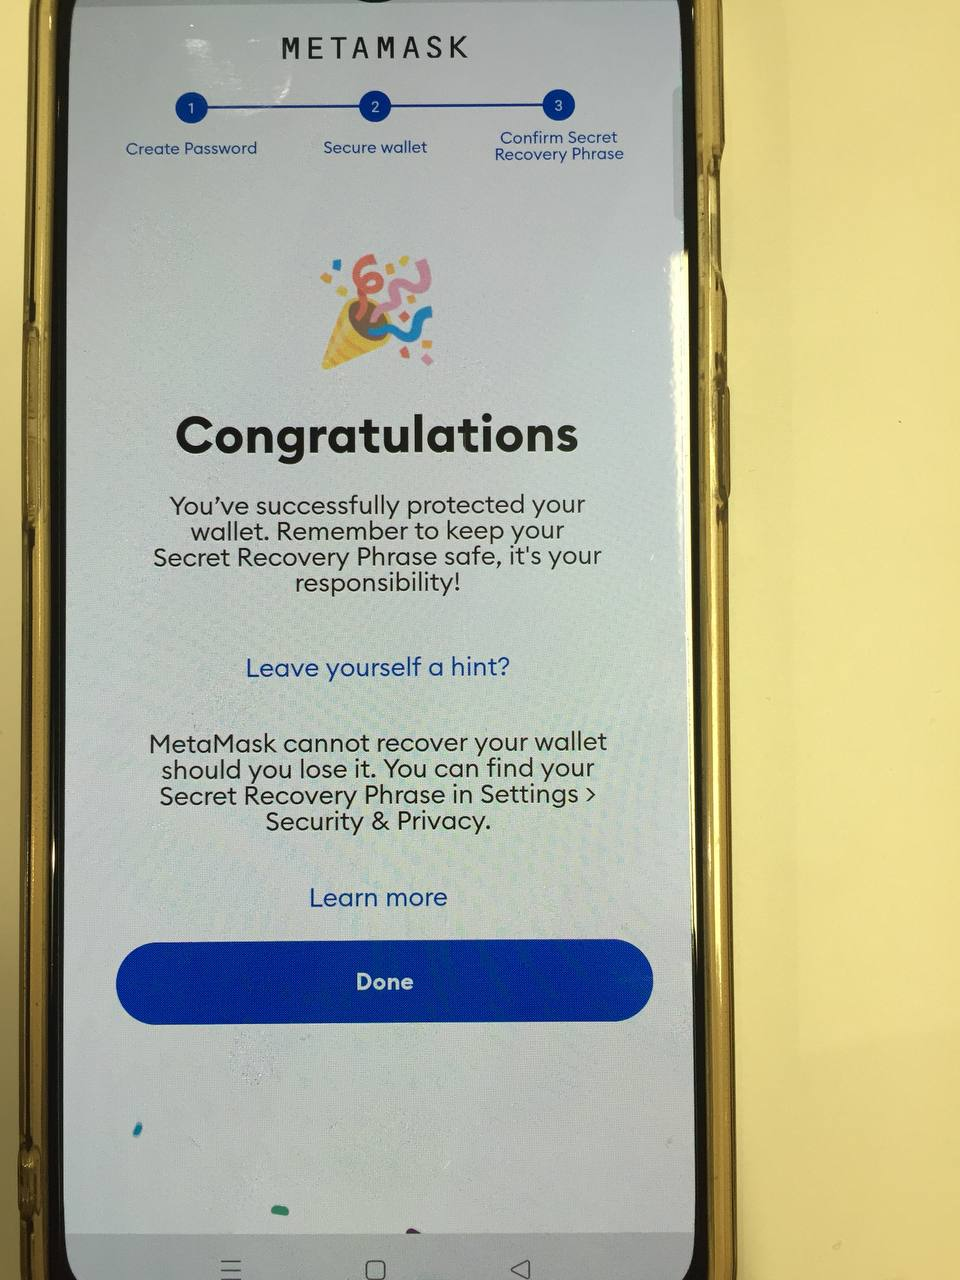 METAMASK
1
2
3
Create Password
Secure wallet
Confirm Secret
Recovery Phrase
Congratulations
You’ve successfully protected your
wallet. Remember to keep your
Secret Recovery Phrase safe, it's your
responsibility!
Leave yourself a hint?
MetaMask cannot recover your wallet
should you lose it. You can find your
Secret Recovery Phrase in Settings >
Security & Privacy.
Learn more
Done